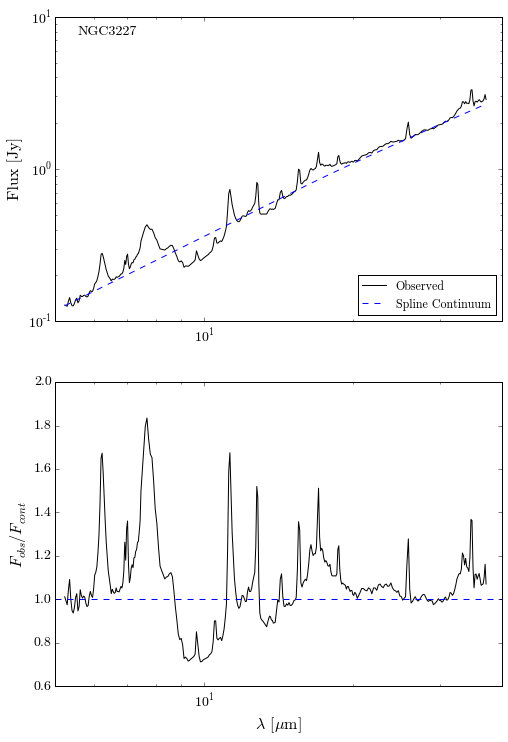 NGC3227
Flux [Jy]
10^1
10^0
10^-1
10^1
Observed
Spline Continuum
F_obs/F_cont
2.0
1.8
1.6
1.4
1.2
1.0
0.8
0.6
10^1
λ [μm]